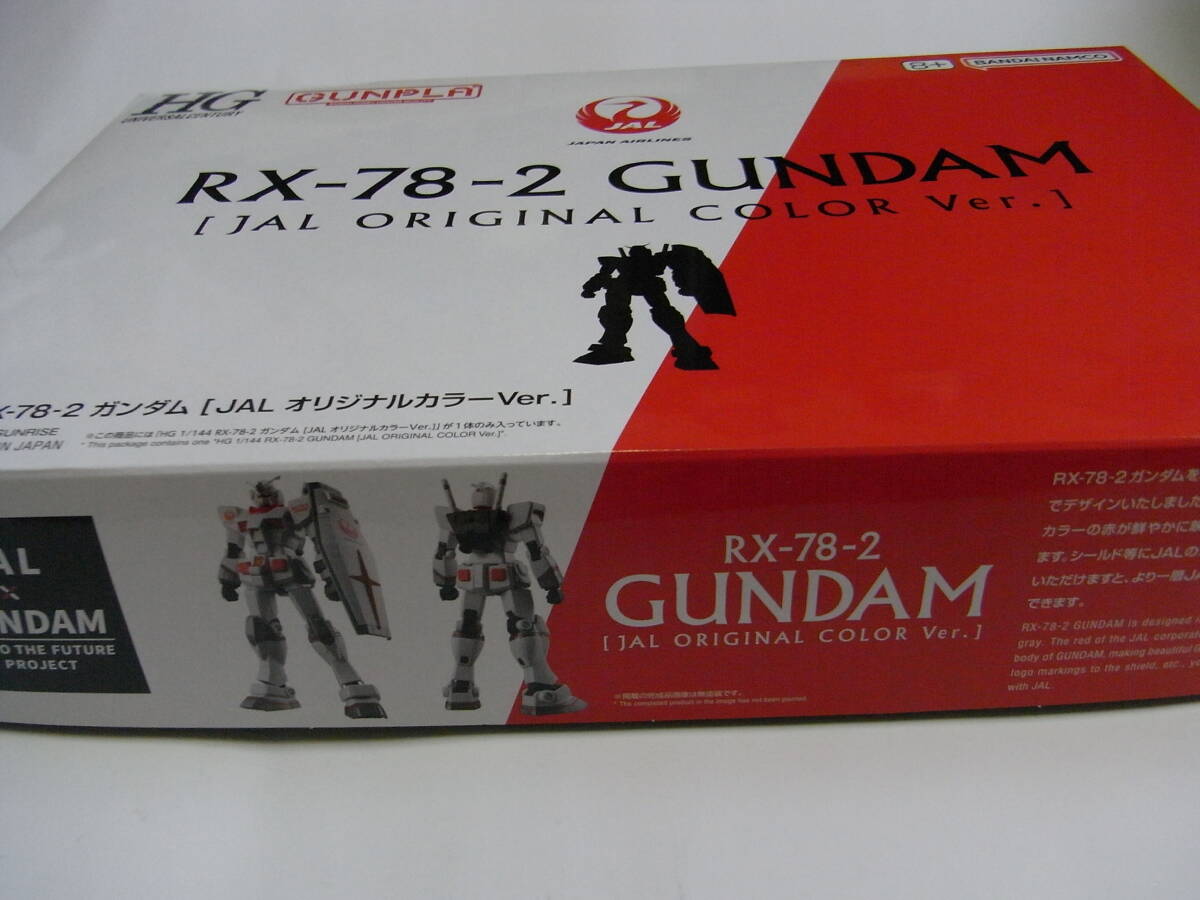 HG
UNIVERSAL CENTURY
GUNPLA
JAL
JAPAN AIRLINES
8+
BANDAI NAMCO
RX-78-2 GUNDAM
[JAL ORIGINAL COLOR Ver.]
-78-2 ガンダム [JAL オリジナルカラーVer.]
SUNRISE
N JAPAN
※この商品には「HG 1/144 RX-78-2 ガンダム [JAL オリジナルカラーVer.]」が1体のみ入っています。
* This package contains one "HG 1/144 RX-78-2 GUNDAM [JAL ORIGINAL COLOR Ver.]".
AL
×
NDAM
O THE FUTURE
PROJECT
RX-78-2
GUNDAM
[JAL ORIGINAL COLOR Ver.]
※掲載の完成品画像は無塗装です。
* The completed product in the image has not been painted.
RX-78-2ガンダムを
でデザインいたしました
カラーの赤が鮮やかに
ます。シールド等にJALの
いただけますと、より一層JA
できます。
RX-78-2 GUNDAM is designed
gray. The red of the JAL corporat
body of GUNDAM, making beautiful
logo markings to the shield, etc., yo
with JAL.